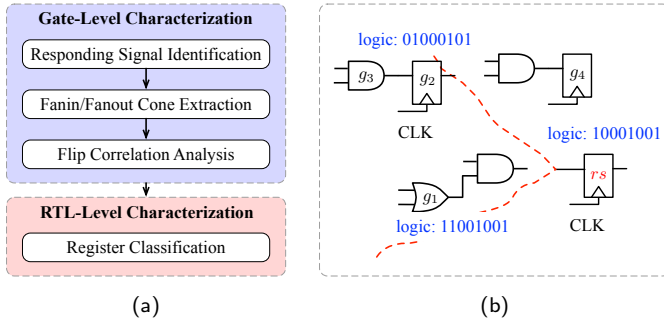 Gate-Level Characterization
Responding Signal Identification
Fanin/Fanout Cone Extraction
Flip Correlation Analysis
RTL-Level Characterization
Register Classification
(a)
logic: 01000101
g3
g2
g4
CLK
logic: 10001001
g1
rs
logic: 11001001
CLK
(b)